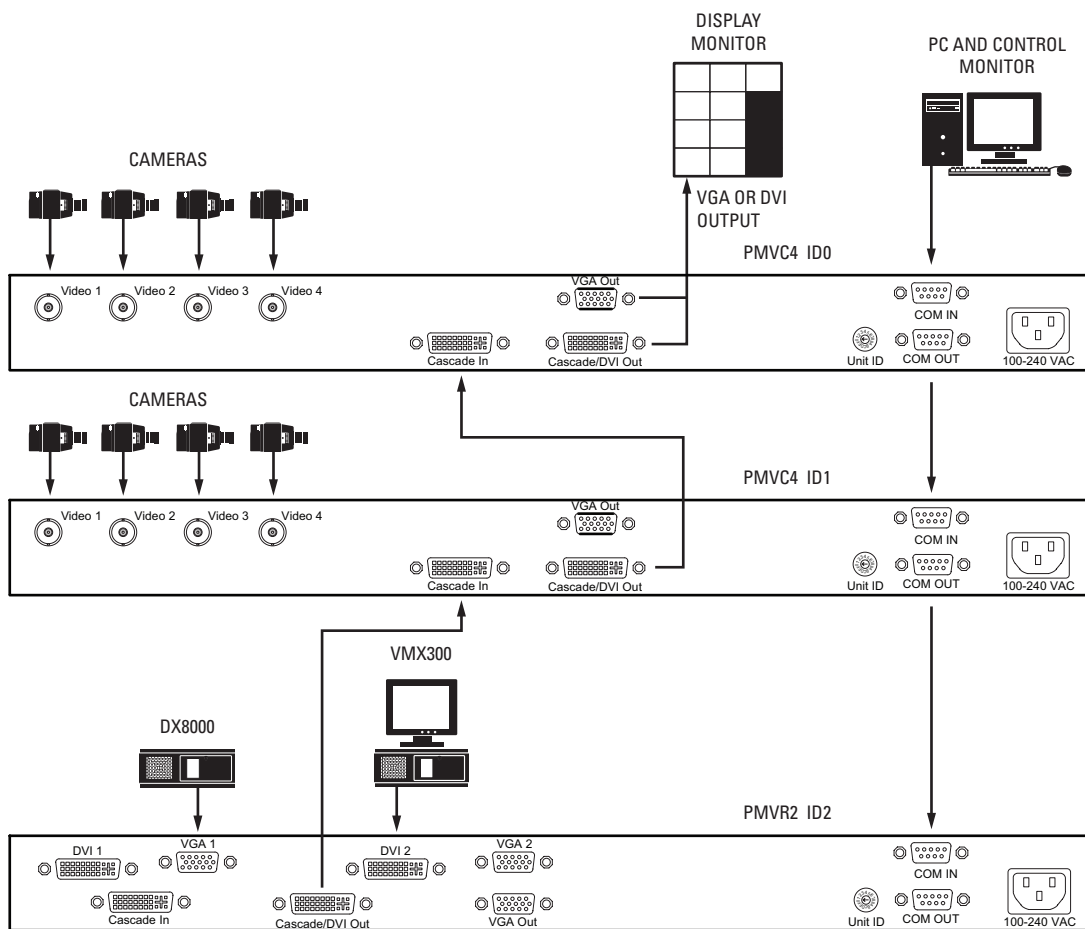 DISPLAY
MONITOR
PC AND CONTROL
MONITOR
CAMERAS
VGA OR DVI
OUTPUT
PMVC4 ID0
Video 1
Video 2
Video 3
Video 4
VGA Out
COM IN
Cascade In
Cascade/DVI Out
Unit ID
COM OUT
100-240 VAC
CAMERAS
PMVC4 ID1
Video 1
Video 2
Video 3
Video 4
VGA Out
COM IN
Cascade In
Cascade/DVI Out
Unit ID
COM OUT
100-240 VAC
VMX300
DX8000
PMVR2 ID2
DVI 1
VGA 1
DVI 2
VGA 2
COM IN
Cascade In
Cascade/DVI Out
VGA Out
Unit ID
COM OUT
100-240 VAC